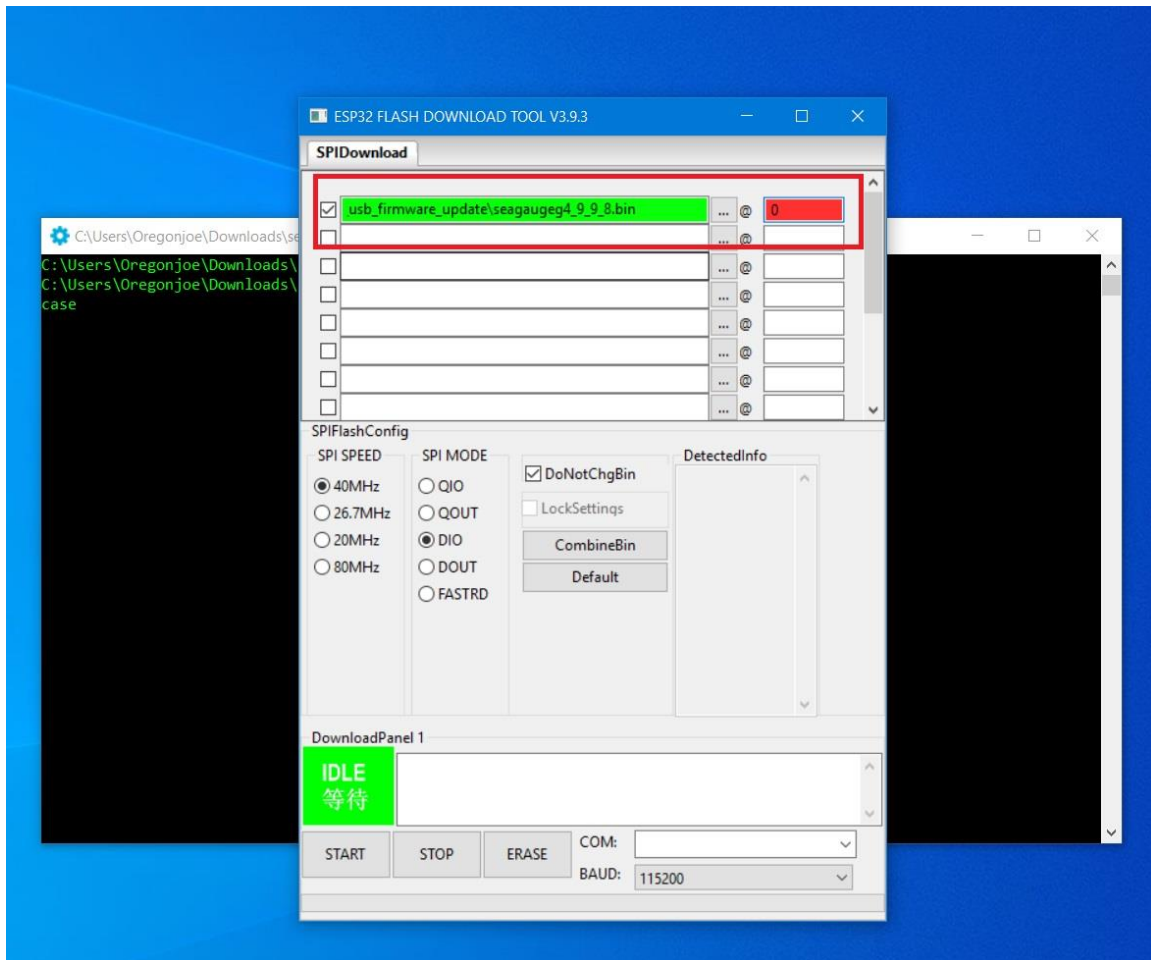 ESP32 FLASH DOWNLOAD TOOL V3.9.3
SPIDownload
usb_firmware_update\seagaugeg4_9_9_8.bin ... @ 0
... @
... @
... @
... @
... @
... @
... @
C:\Users\Oregonjoe\Downloads\se
C:\Users\Oregonjoe\Downloads\
C:\Users\Oregonjoe\Downloads\
case
SPIFlashConfig
SPI SPEED
40MHz
26.7MHz
20MHz
80MHz
SPI MODE
QIO
QOUT
DIO
DOUT
FASTRD
DoNotChgBin
LockSettings
CombineBin
Default
DetectedInfo
DownloadPanel 1
IDLE
等待
START STOP ERASE
COM:
BAUD: 115200